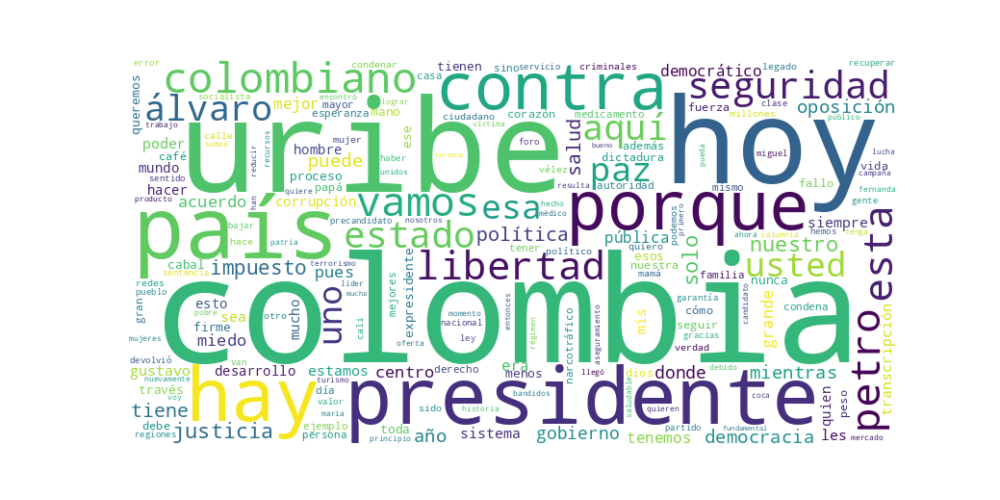 error
condenar
tienen
sino
servicio
criminales
democrático
legado
recuperar
queremos
socialista
colombiano
encontró
lograr
casa
contra
fuerza
clase
seguridad
álvaro
mejor
mayor
esperanza
mano
ciudadano
corazón
medicamento
millones
oposición
público
trabajo
calle
somos
uribe
mujer
ese
víctima
foro
bueno
aquí
además
dictadura
hoy
miguel
pueda
lucha
poder
café
mundo
sentido
recursos
reducir
hombre
puede
termina
salud
paz
vida
campaña
hacer
proceso
haber
unidos
vélez
resulta
autoridad
mismo
fallo
fernanda
gente
producto
acuerdo
han
quiere
corrupción
papá
vamos
esa
hecho
médico
porque
país
bajar
hace
patria
precandidato
nosotros
estado
política
tener
político
pública
quiero
podemos
primero
ahora
calumnia
hemos
tenga
siempre
nuestro
esta
cabal
sentencia
impuesto
terrorismo
pues
expresidente
libertad
esos
nuestra
solo
mamá
familia
nunca
usted
redes
pueblo
gran
esto
pobre
otro
mucho
líder
mucha
uno
colombia
mejores
cali
oferta
momento
nacional
ley
entonces
régimen
narcotráfico
aseguramiento
garantía
seguir
gracias
cómo
verdad
mis
candidato
grande
condena
petro
transcripción
firme
sea
miedo
mujeres
devolvió
van
gustavo
desarrollo
estamos
centro
derecho
era
menos
llegó
donde
dios
debido
mientras
nuevamente
voy
través
hay
turismo
día
valor
maría
presidente
bandidos
saludable
quieren
coca
quien
peso
tiene
debe
regiones
justicia
ejemplo
persona
toda
principio
sido
año
historia
sistema
gobierno
partido
tenemos
fundamental
democracia
les
mercado